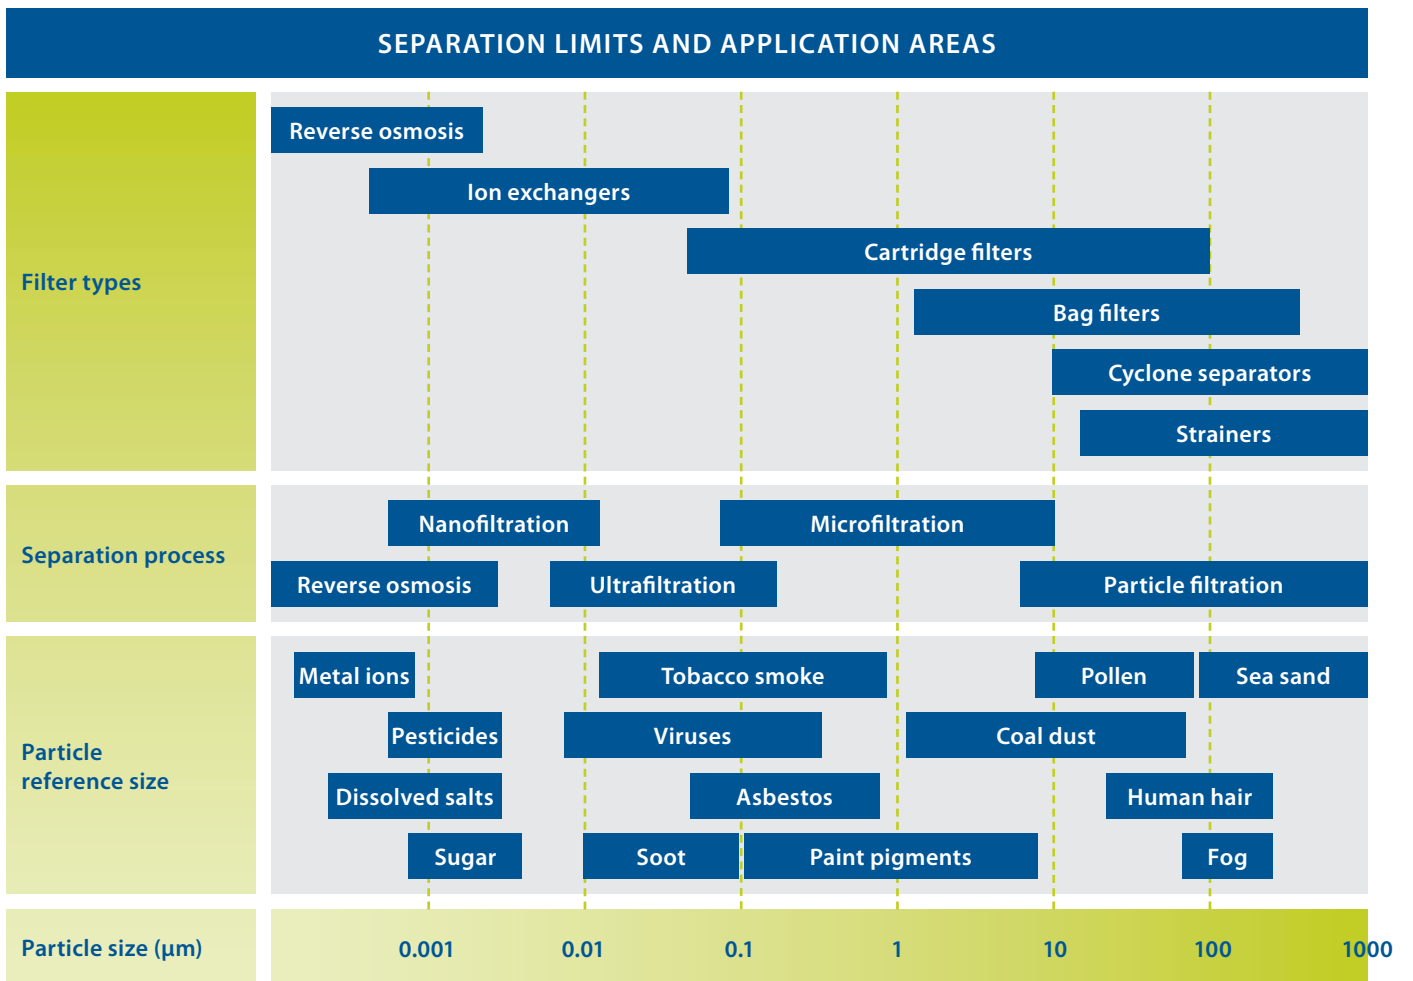 SEPARATION LIMITS AND APPLICATION AREAS
Filter types
Reverse osmosis
Ion exchangers
Cartridge filters
Bag filters
Cyclone separators
Strainers
Separation process
Nanofiltration
Microfiltration
Reverse osmosis
Ultrafiltration
Particle filtration
Particle
reference size
Metal ions
Tobacco smoke
Pollen
Sea sand
Pesticides
Viruses
Coal dust
Dissolved salts
Asbestos
Human hair
Sugar
Soot
Paint pigments
Fog
Particle size (µm)
0.001
0.01
0.1
1
10
100
1000